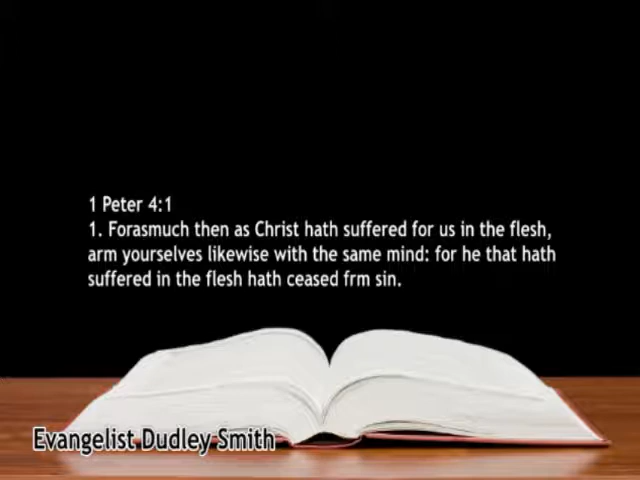 1 Peter 4:1
1. Forasmuch then as Christ hath suffered for us in the flesh,
arm yourselves likewise with the same mind: for he that hath
suffered in the flesh hath ceased frm sin.
Evangelist Dudley Smith